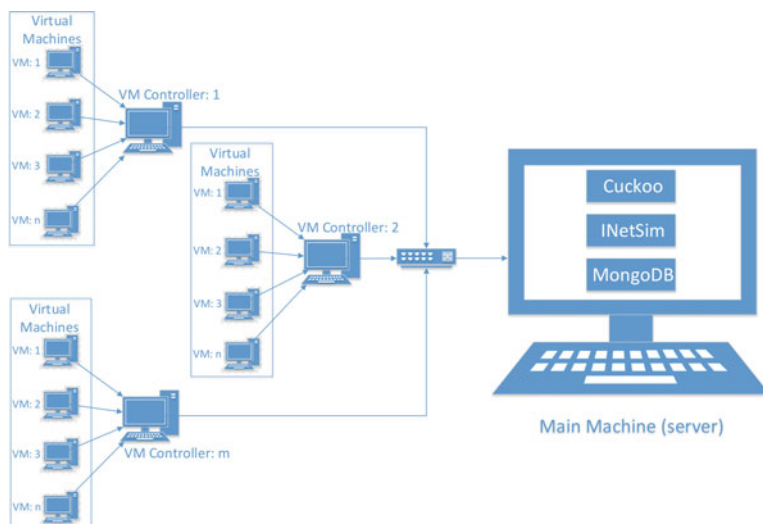 Virtual
Machines
VM: 1
VM: 2
VM: 3
VM: n
VM Controller: 1
Virtual
Machines
VM: 1
VM: 2
VM: 3
VM: n
VM Controller: 2
Virtual
Machines
VM: 1
VM: 2
VM: 3
VM: n
VM Controller: m
Cuckoo
INetSim
MongoDB
Main Machine (server)